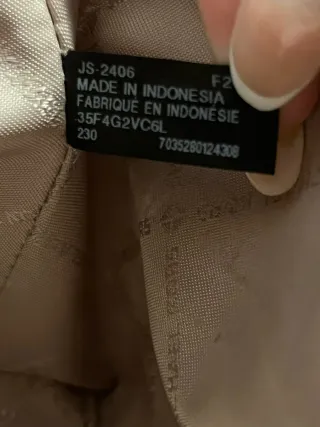 JS-2406 F2
MADE IN INDONESIA
FABRIQUÉ EN INDONÉSIE
35F4G2VC6L
230 7035280124308